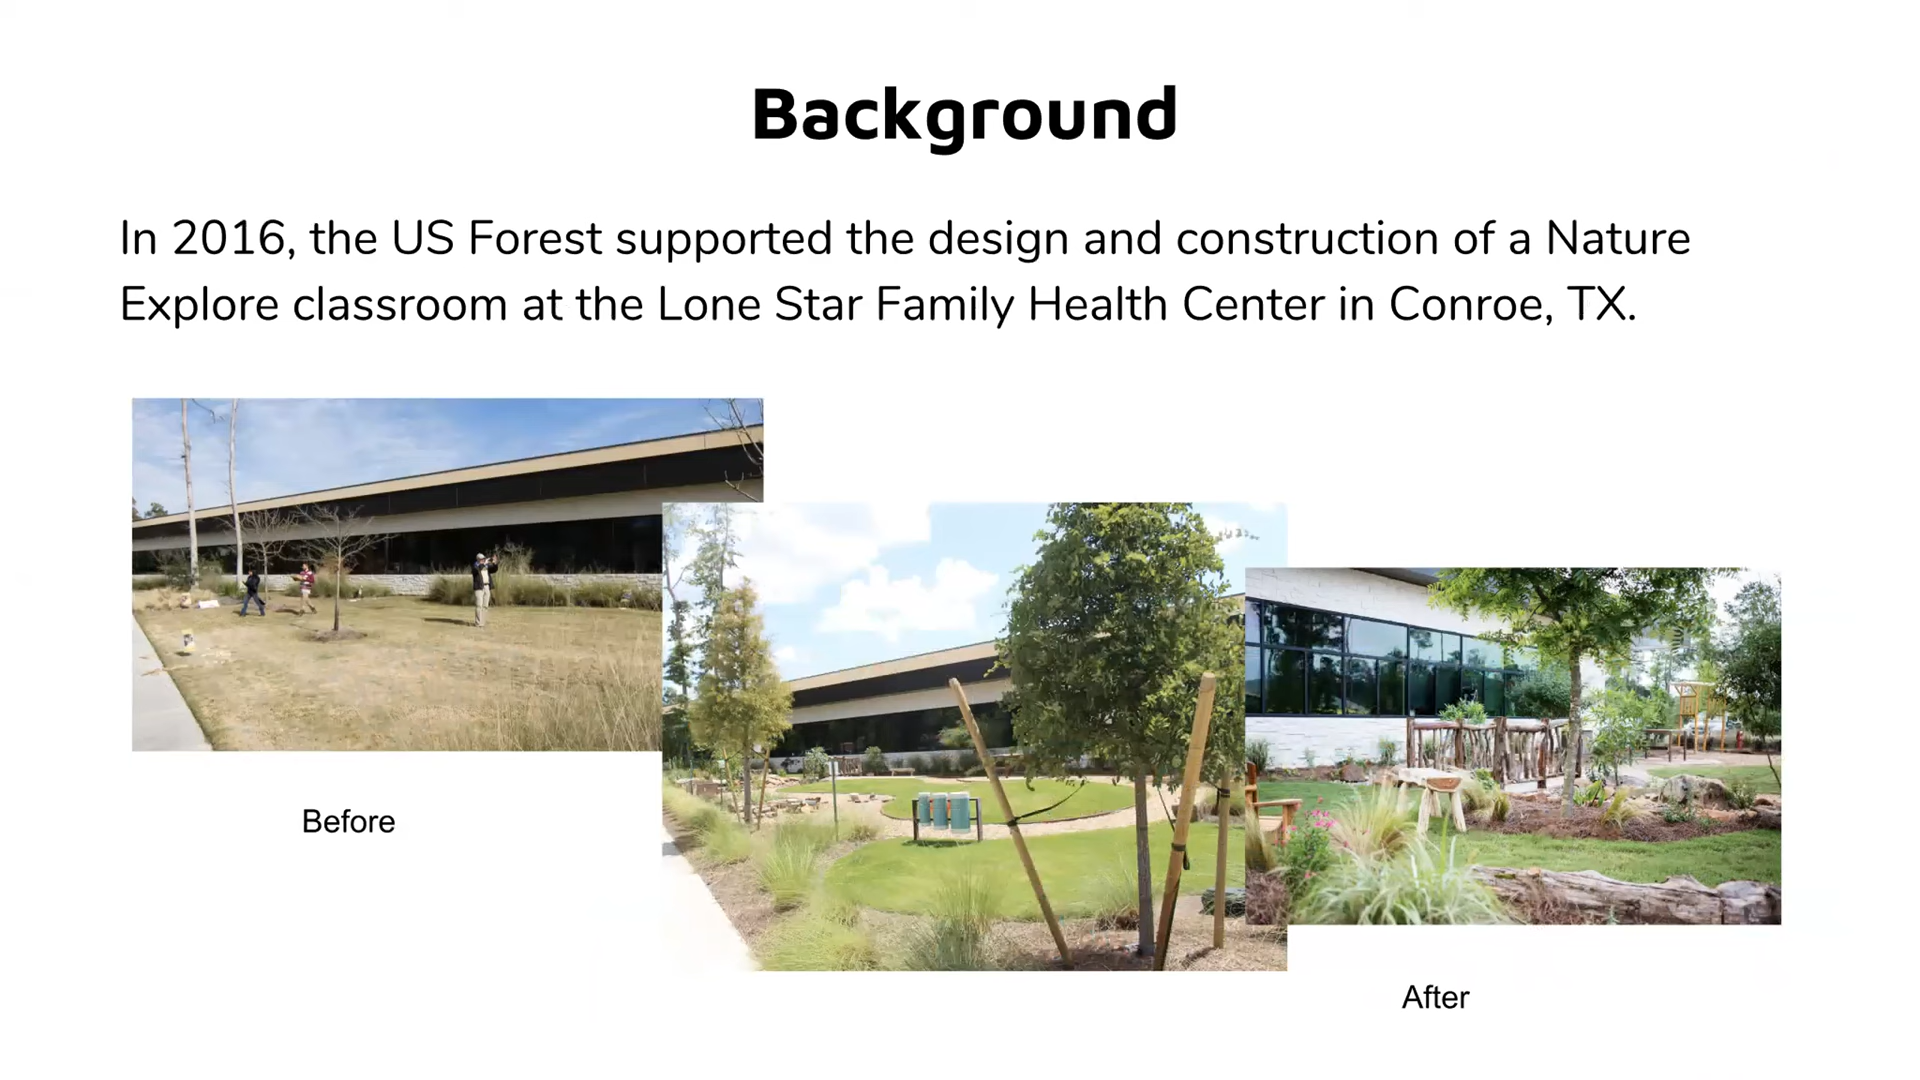 Background
In 2016, the US Forest supported the design and construction of a Nature
Explore classroom at the Lone Star Family Health Center in Conroe, TX.
Before
After